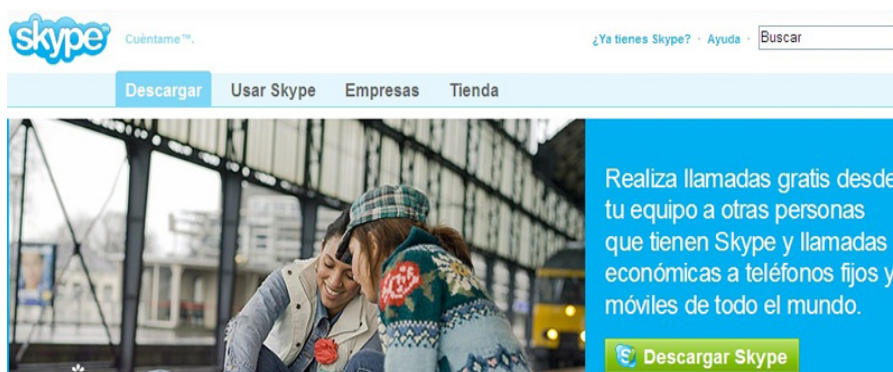 skype™
Cuéntame™.
¿Ya tienes Skype? · Ayuda · Buscar
Descargar Usar Skype Empresas Tienda
Realiza llamadas gratis desde
tu equipo a otras personas
que tienen Skype y llamadas
económicas a teléfonos fijos y
móviles de todo el mundo.
Descargar Skype